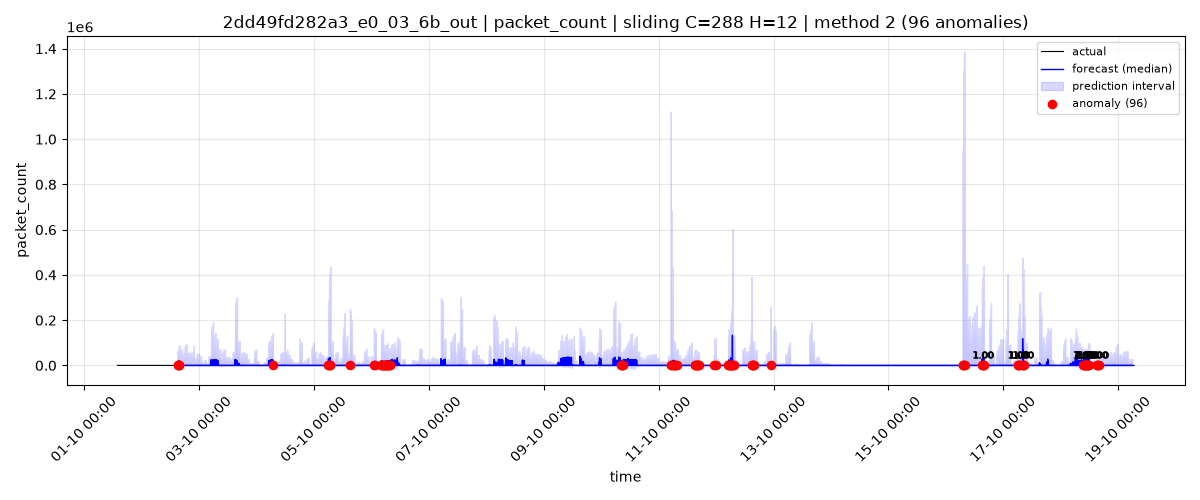 2dd49fd282a3_e0_03_6b_out | packet_count | sliding C=288 H=12 | method 2 (96 anomalies)
1e6
1.4
1.2
1.0
0.8
0.6
0.4
0.2
0.0
packet_count
actual
forecast (median)
prediction interval
anomaly (96)
1.00
01-10 00:00
03-10 00:00
05-10 00:00
07-10 00:00
09-10 00:00
11-10 00:00
13-10 00:00
15-10 00:00
17-10 00:00
19-10 00:00
time